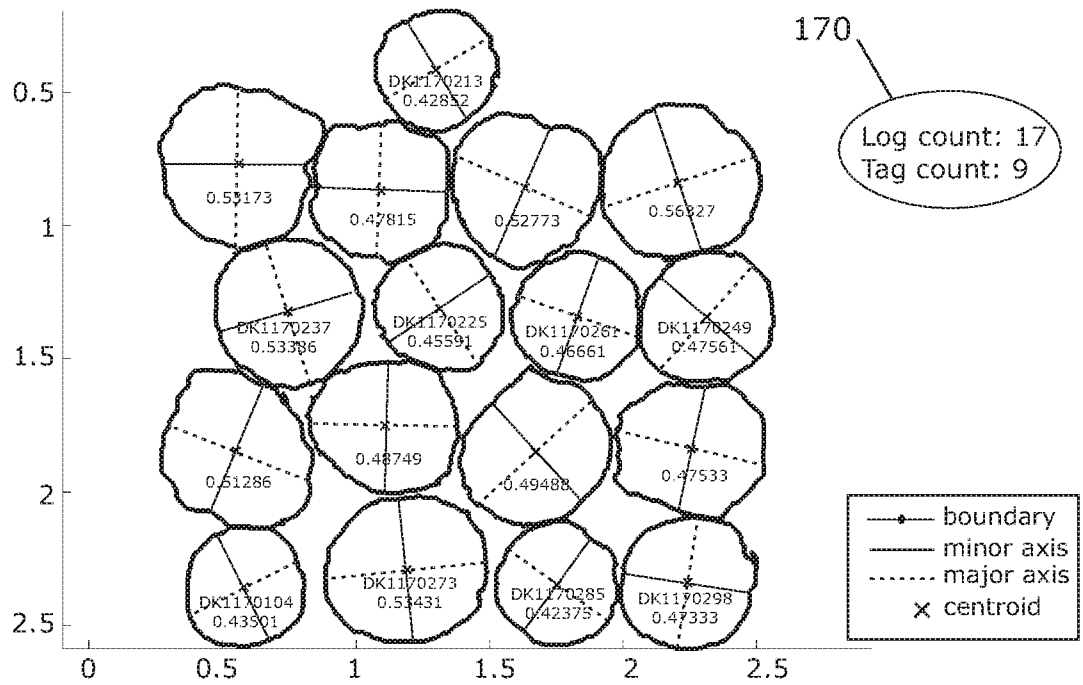 170
Log count: 17
Tag count: 9
0.5
1
1.5
2
2.5
DK1170213
0.42852
0.53173
0.47815
0.52773
0.56327
DK1170237
0.53386
DK1170225
0.45591
DK1170261
0.46661
DK1170249
0.47561
0.51286
0.48749
0.49488
0.47533
DK1170104
0.43501
DK1170273
0.53431
DK1170285
0.42375
DK1170298
0.47333
boundary
minor axis
major axis
centroid
0
0.5
1
1.5
2
2.5